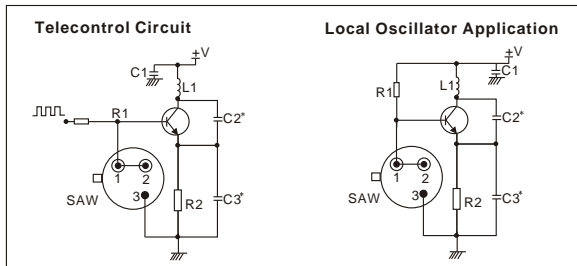 Telecontrol Circuit
+V
C1
L1
R1
C2*
1
2
3
SAW
R2
C3*
Local Oscillator Application
+V
C1
R1
L1
C2*
1
2
3
SAW
R2
C3*